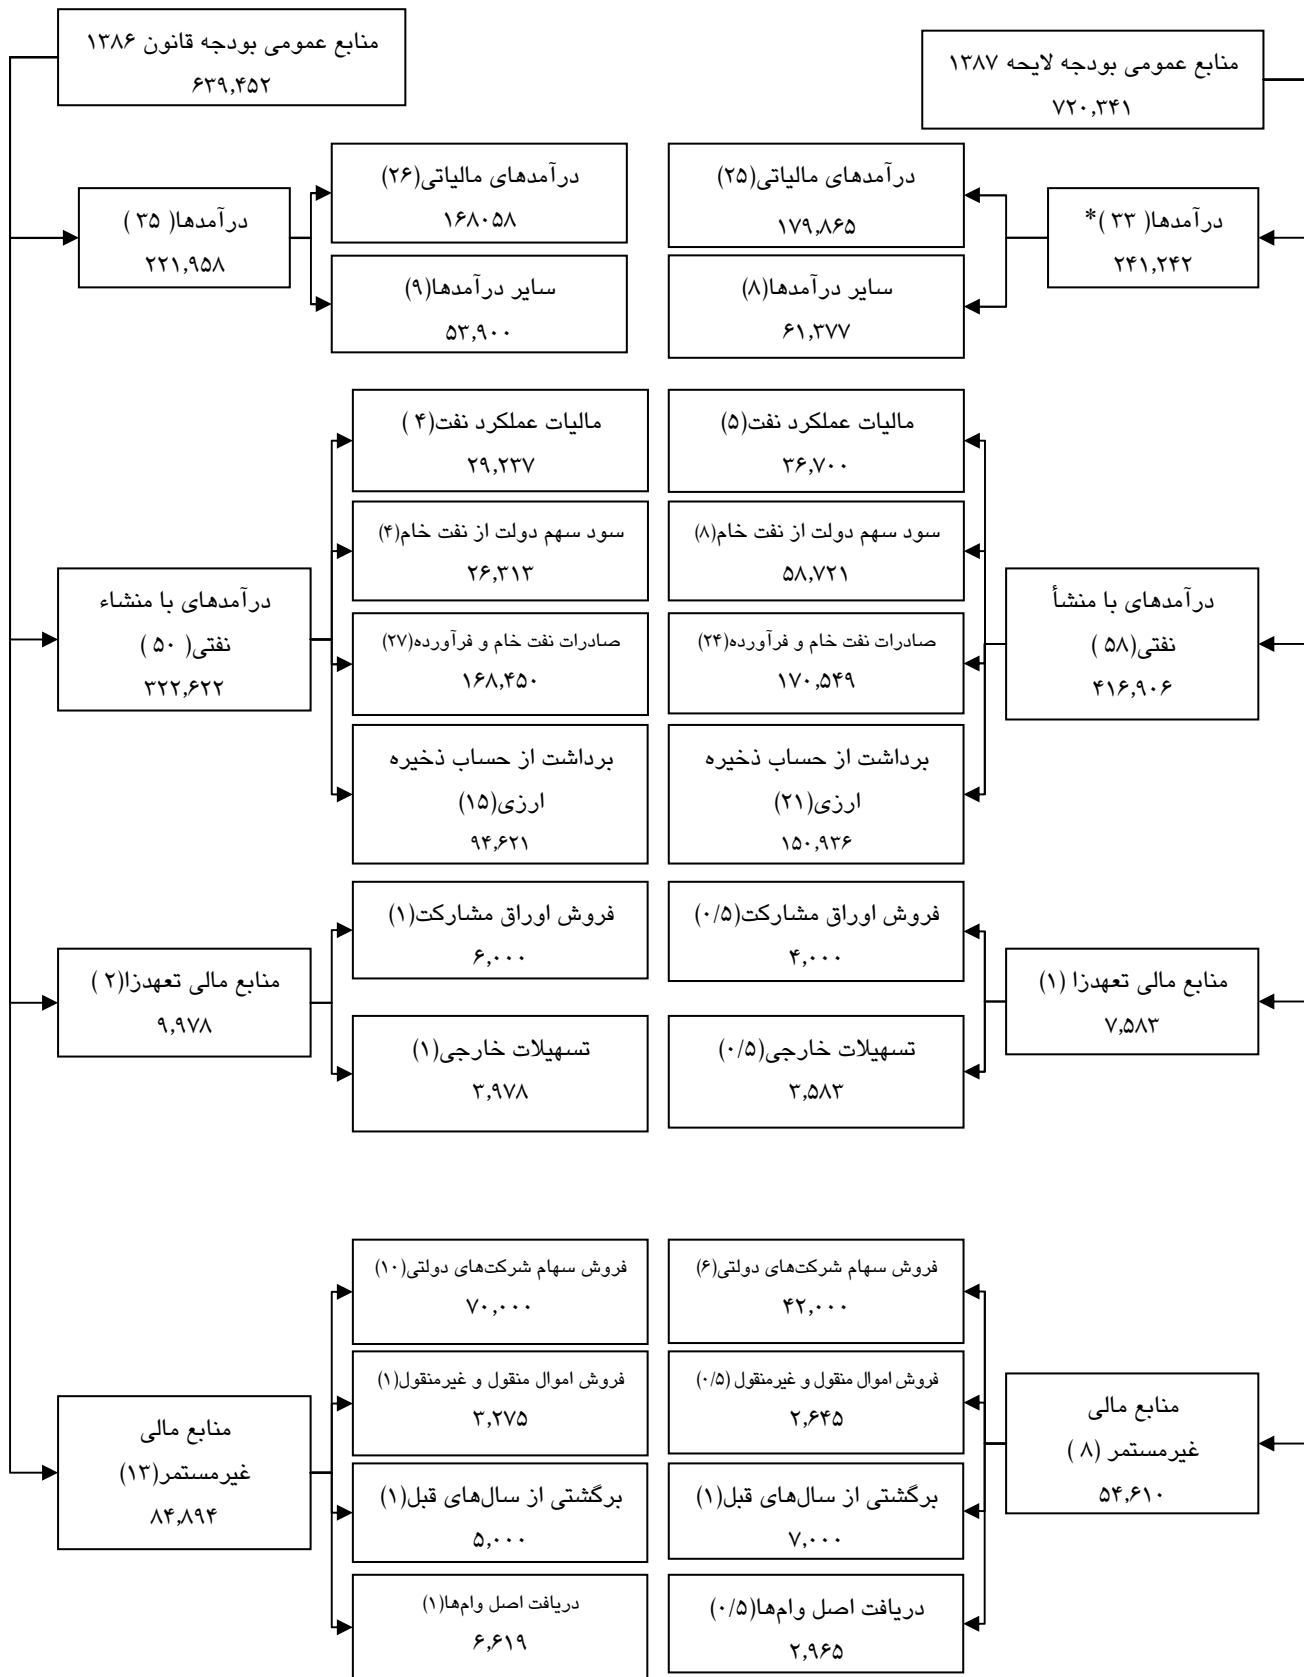 منابع عمومی بودجه لایحه ۱۳۸۷
۷۲۰,۳۴۱
منابع عمومی بودجه قانون ۱۳۸۶
۶۳۹,۴۵۲
درآمدها( ۳۳ )*
۲۴۱,۲۴۲
درآمدهای مالیاتی(۲۵)
۱۷۹,۸۶۵
سایر درآمدها(۸)
۶۱,۳۷۷
درآمدهای مالیاتی(۲۶)
۱۶۸۰۵۸
سایر درآمدها(۹)
۵۳,۹۰۰
درآمدها( ۳۵ )
۲۲۱,۹۵۸
درآمدهای با منشأ
نفتی(۵۸ )
۴۱۶,۹۰۶
مالیات عملکرد نفت(۵)
۳۶,۷۰۰
سود سهم دولت از نفت خام(۸)
۵۸,۷۲۱
صادرات نفت خام و فرآورده(۲۴)
۱۷۰,۵۴۹
برداشت از حساب ذخیره
ارزی(۲۱)
۱۵۰,۹۳۶
مالیات عملکرد نفت(۴ )
۲۹,۲۳۷
سود سهم دولت از نفت خام(۴)
۲۶,۳۱۳
صادرات نفت خام و فرآورده(۲۷)
۱۶۸,۴۵۰
برداشت از حساب ذخیره
ارزی(۱۵)
۹۴,۶۲۱
درآمدهای با منشاء
نفتی( ۵۰ )
۳۲۲,۶۲۲
منابع مالی تعهدزا (۱)
۷,۵۸۳
فروش اوراق مشارکت(۰/۵)
۴,۰۰۰
تسهیلات خارجی(۰/۵)
۳,۵۸۳
فروش اوراق مشارکت(۱)
۶,۰۰۰
تسهیلات خارجی(۱)
۳,۹۷۸
منابع مالی تعهدزا(۲ )
۹,۹۷۸
منابع مالی
غیرمستمر (۸ )
۵۴,۶۱۰
فروش سهام شرکت‌های دولتی(۶)
۴۲,۰۰۰
فروش اموال منقول و غیرمنقول (۰/۵)
۲,۶۴۵
برگشتی از سال‌های قبل(۱)
۷,۰۰۰
دریافت اصل وام‌ها(۰/۵)
۲,۹۶۵
فروش سهام شرکت‌های دولتی(۱۰)
۷۰,۰۰۰
فروش اموال منقول و غیرمنقول(۱)
۳,۲۷۵
برگشتی از سال‌های قبل(۱)
۵,۰۰۰
دریافت اصل وام‌ها(۱)
۶,۶۱۹
منابع مالی
غیرمستمر(۱۳)
۸۴,۸۹۴